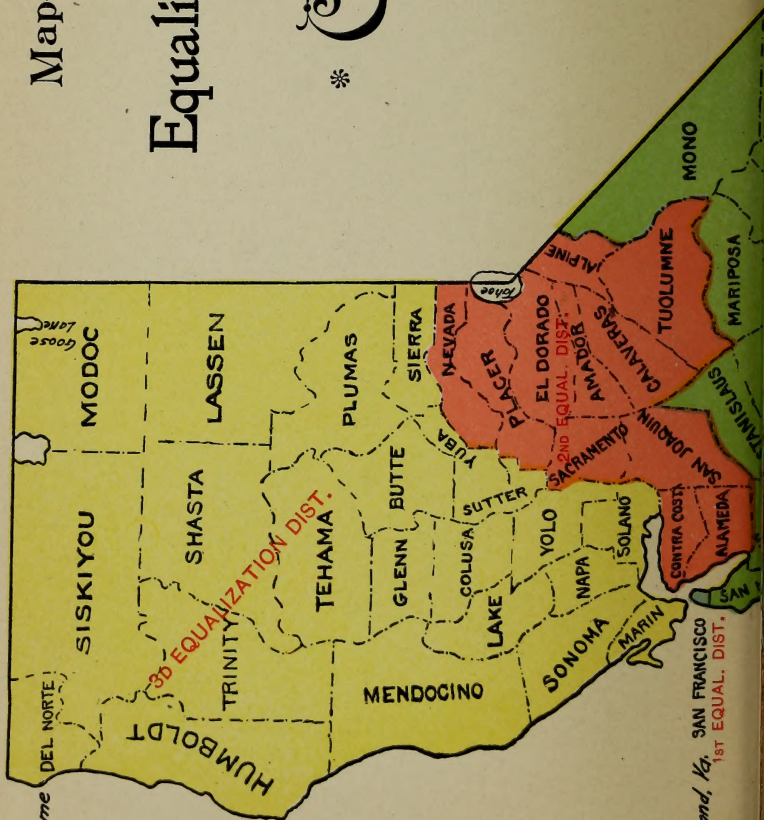 Map
Equali
*
me
Goose
Lake
MODOC
SISKIYOU
DEL NORTE
LASSEN
SHASTA
TRINITY
HUMBOLDT
3D EQUALIZATION DIST.
PLUMAS
TEHAMA
SIERRA
BUTTE
GLENN
MENDOCINO
YUBA
SUTTER
COLUSA
LAKE
NEVADA
PLACER
Tahoe
EL DORADO
2ND EQUAL. DIST.
AMADOR
ALPINE
CALAVERAS
TUOLUMNE
SACRAMENTO
SAN JOAQUIN
YOLO
SOLANO
NAPA
SONOMA
MARIN
CONTRA COSTA
ALAMEDA
MONO
MARIPOSA
STANISLAUS
SAN
SAN FRANCISCO
1ST EQUAL. DIST.
nd, Va.